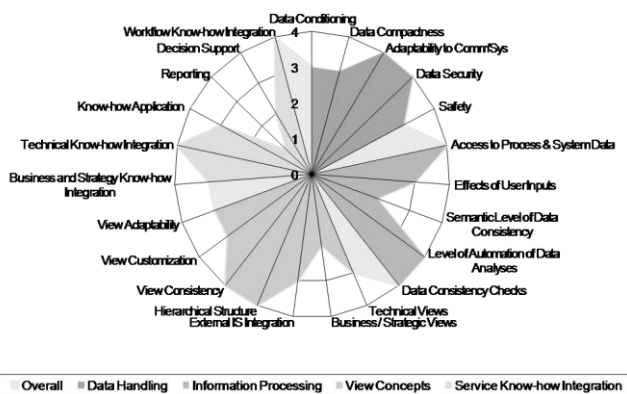 Data Conditioning
Data Compactness
Adaptability to Comm'Sys
Data Security
Safety
Access to Process & System Data
Effects of User Inputs
Semantic Level of Data
Consistency
Level of Automation of Data
Analyses
Data Consistency Checks
Technical Views
Business / Strategic Views
External IS Integration
Hierarchical Structure
View Consistency
View Customization
View Adaptability
Business and Strategy Know-how
Integration
Technical Know-how Integration
Know-how Application
Reporting
Decision Support
Workflow Know-how Integration
4
3
2
1
0
Overall
Data Handling
Information Processing
View Concepts
Service Know-how Integration